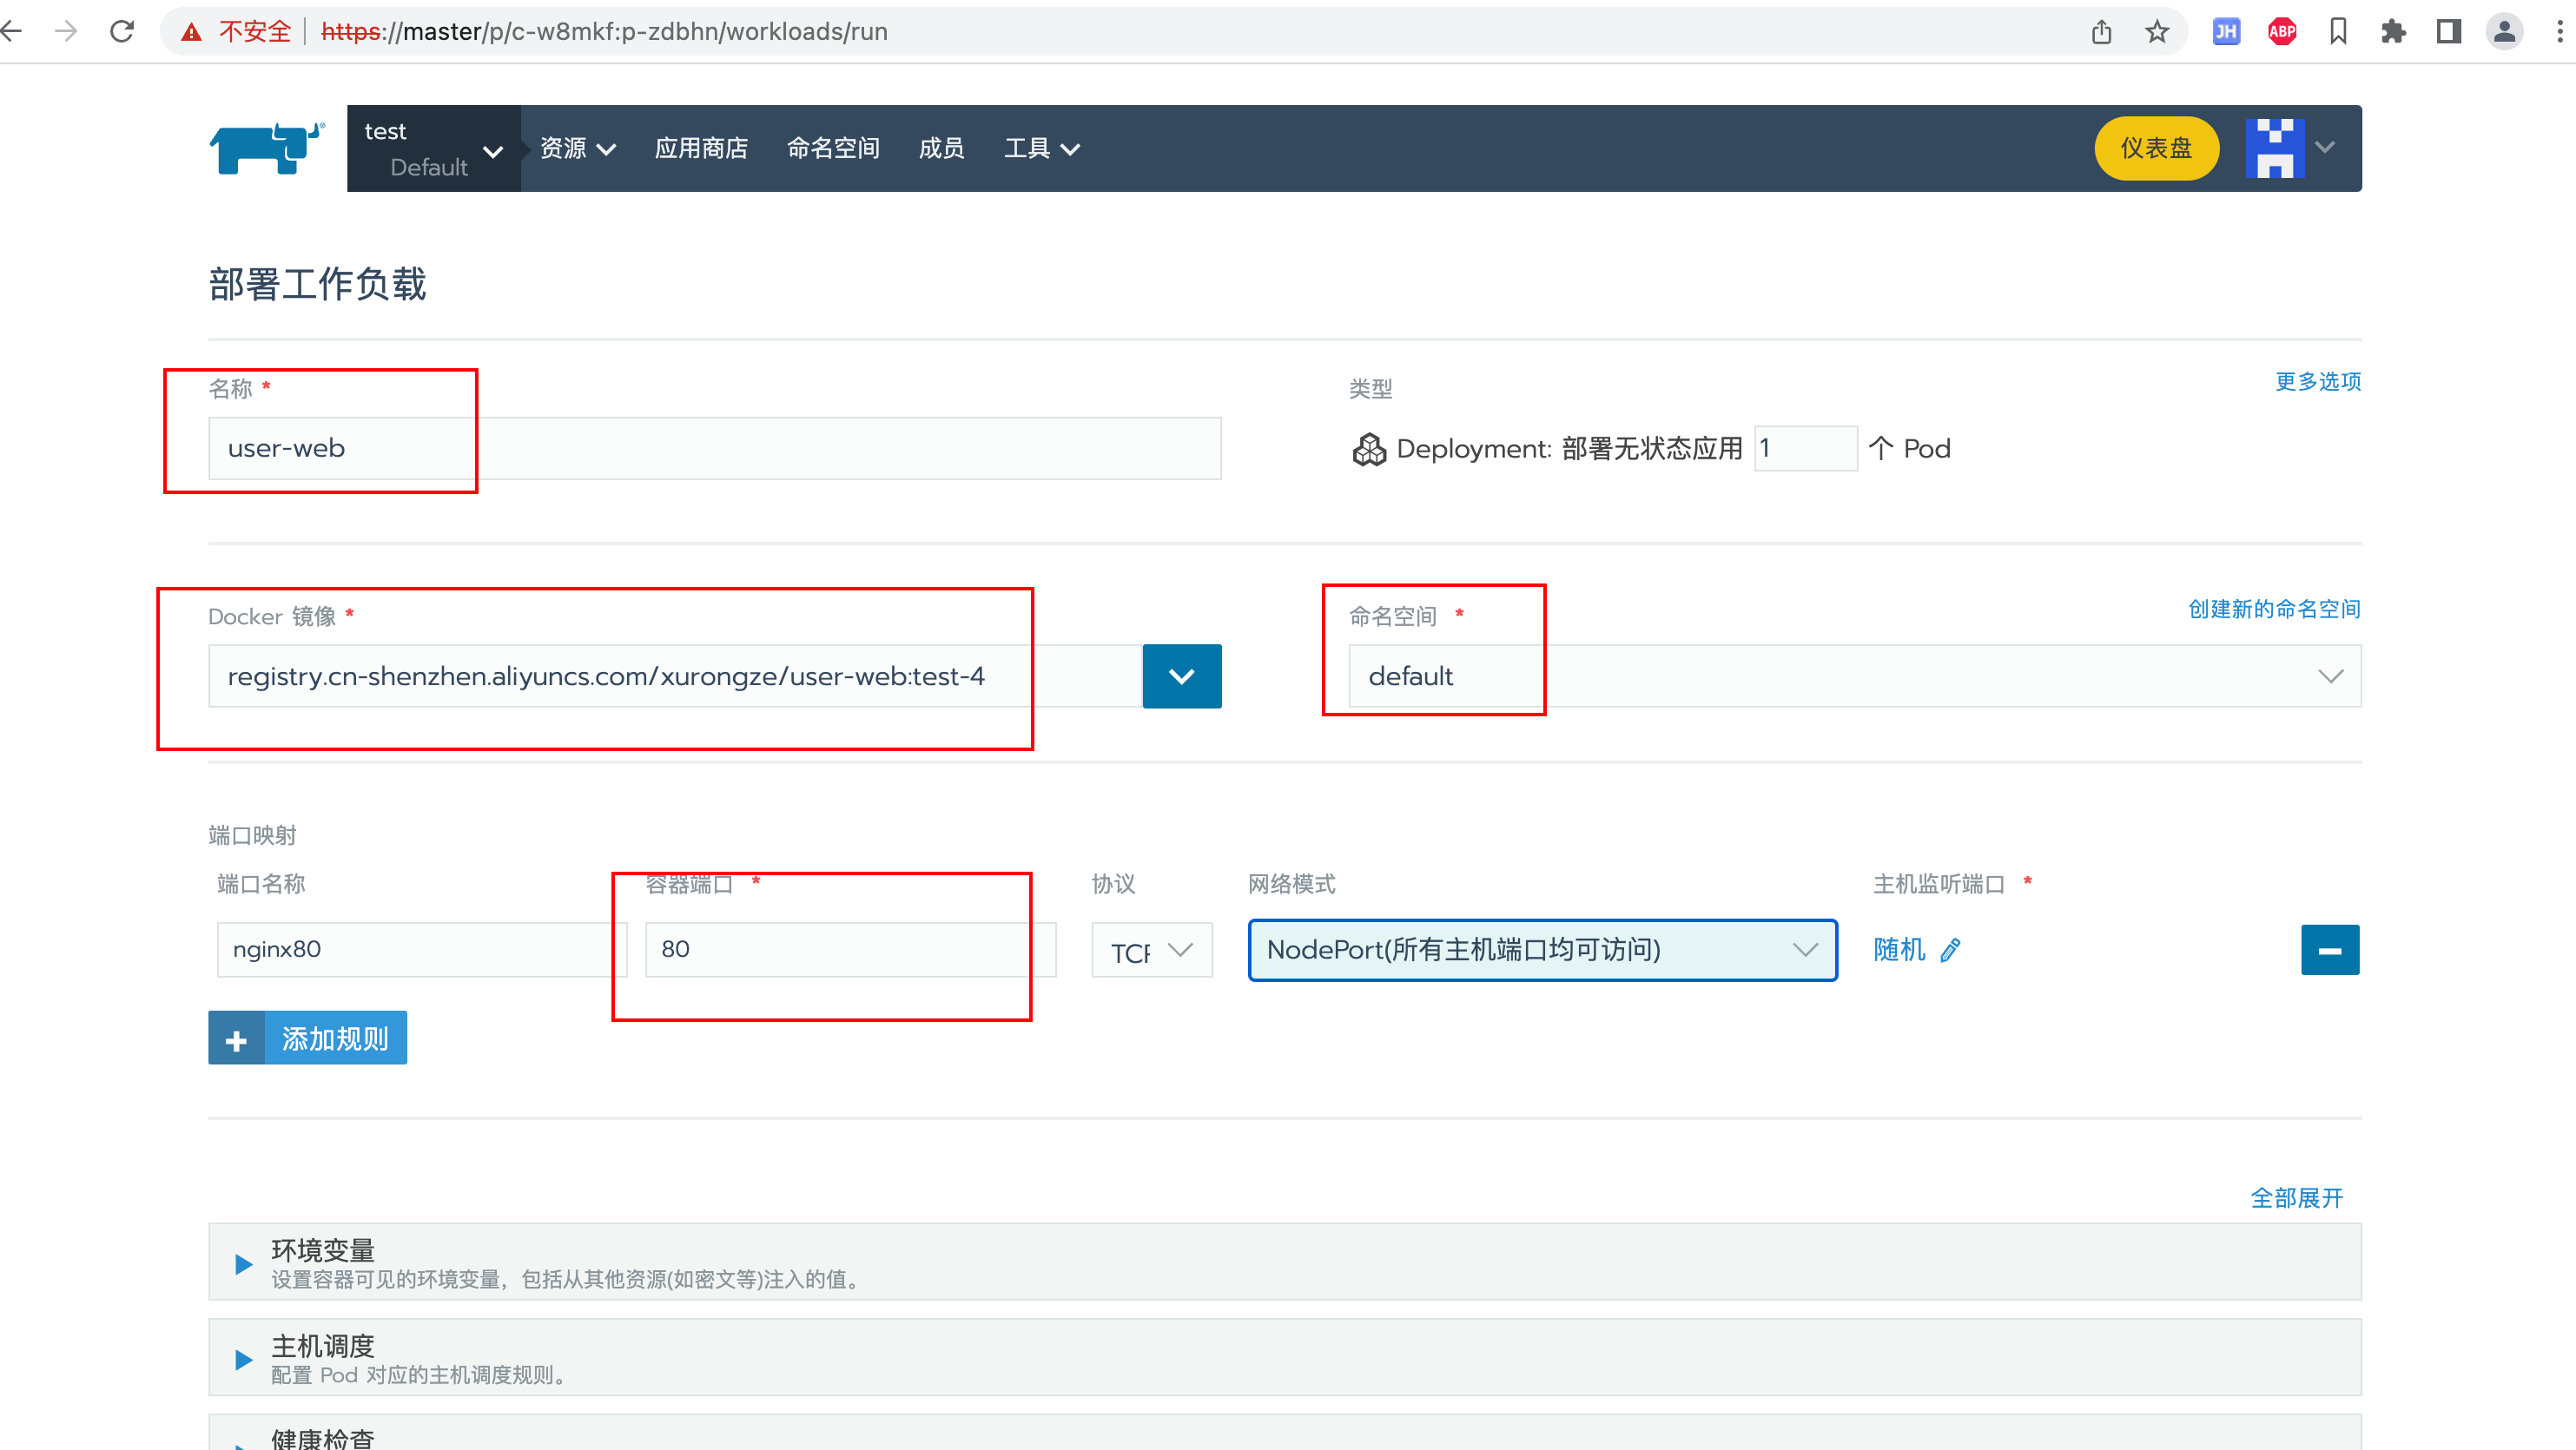 不安全 https://master/p/c-w8mkf:p-zdbhn/workloads/run
JH ABP
test
Default
资源 应用商店 命名空间 成员 工具 仪表盘
部署工作负载
名称 * 类型 更多选项
user-web Deployment: 部署无状态应用 1 个 Pod
Docker 镜像 * 命名空间 * 创建新的命名空间
registry.cn-shenzhen.aliyuncs.com/xurongze/user-web:test-4 default
端口映射
端口名称 容器端口 * 协议 网络模式 主机监听端口 *
nginx80 80 TCP NodePort(所有主机端口均可访问) 随机
添加规则
全部展开
环境变量
设置容器可见的环境变量，包括从其他资源(如密文等)注入的值。
主机调度
配置 Pod 对应的主机调度规则。
健康检查